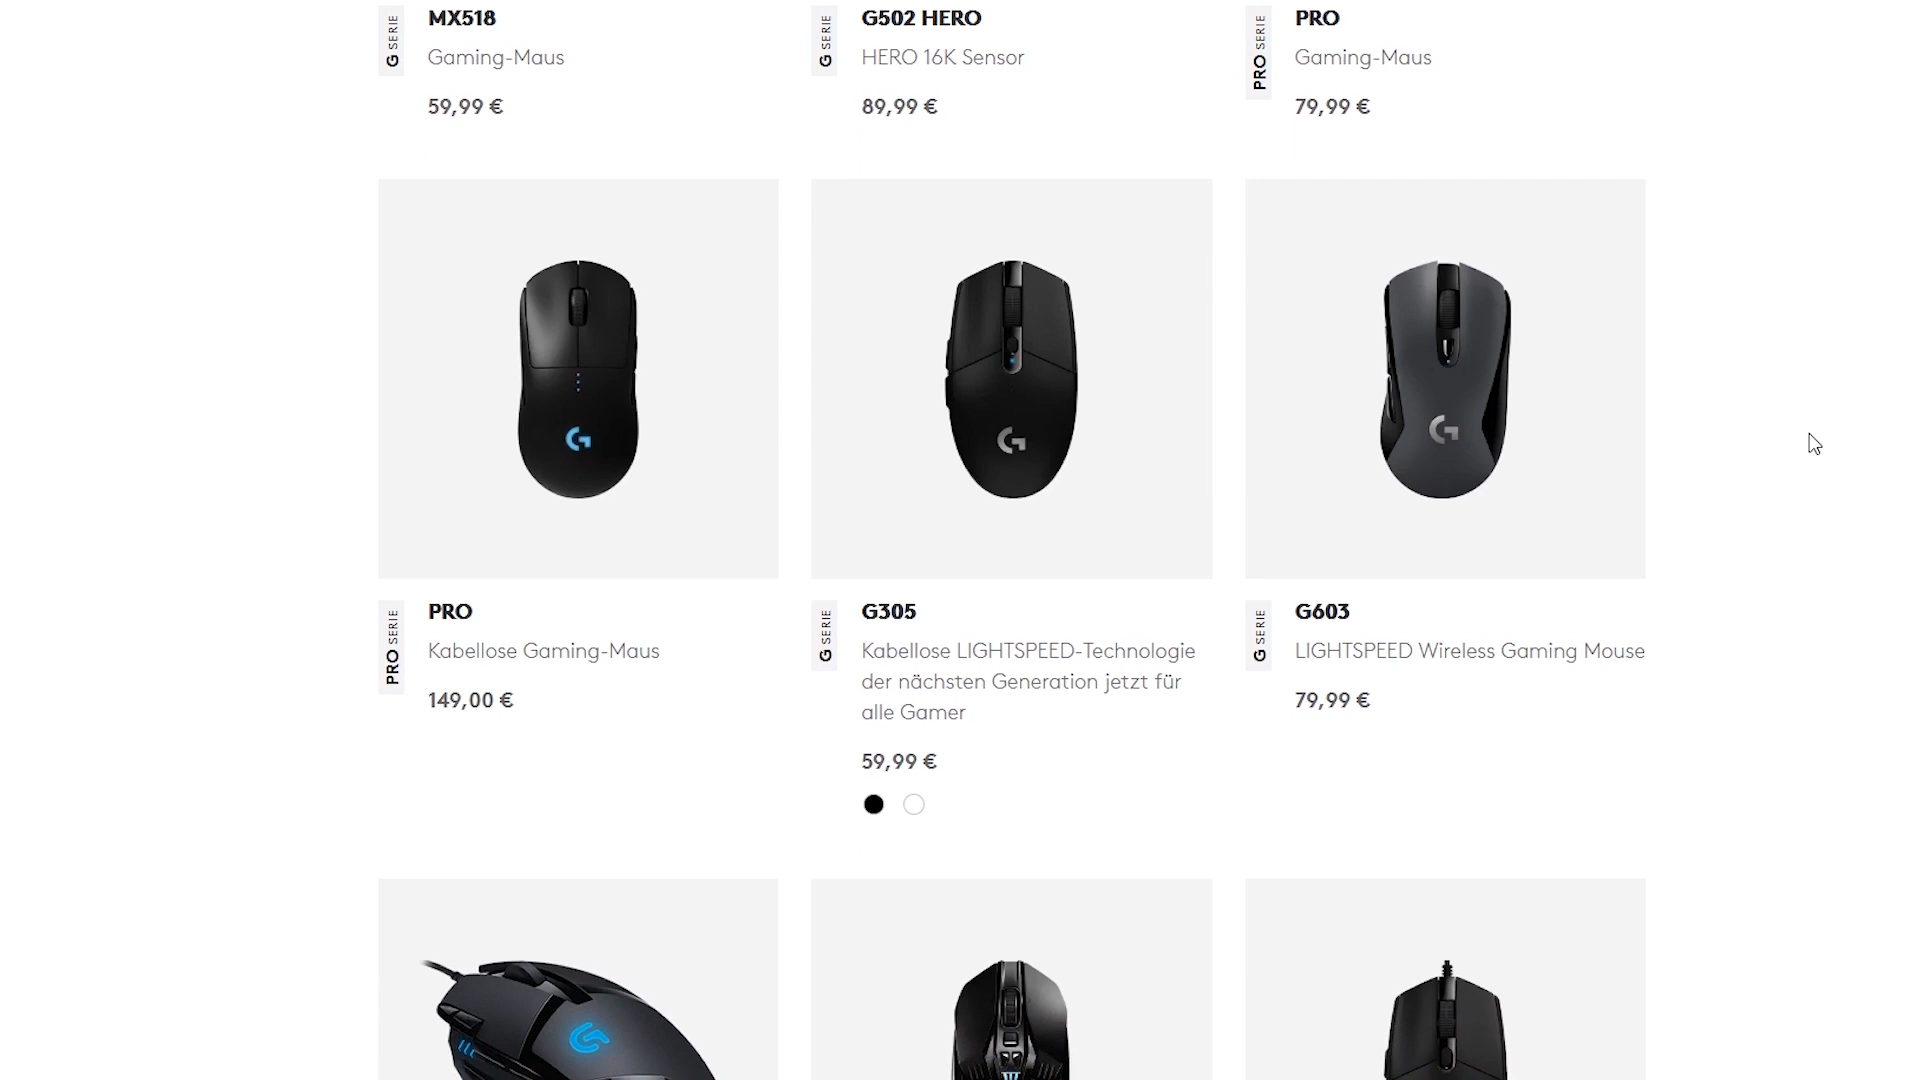 G SERIE
MX518
Gaming-Maus
59,99 €
G SERIE
G502 HERO
HERO 16K Sensor
89,99 €
PRO SERIE
PRO
Gaming-Maus
79,99 €
PRO SERIE
PRO
Kabellose Gaming-Maus
149,00 €
G SERIE
G305
Kabellose LIGHTSPEED-Technologie
der nächsten Generation jetzt für
alle Gamer
59,99 €
G SERIE
G603
LIGHTSPEED Wireless Gaming Mouse
79,99 €